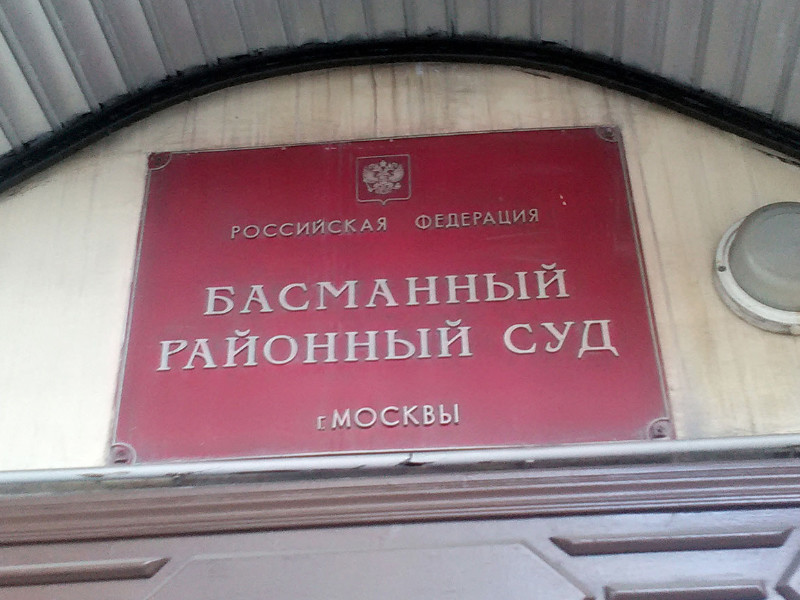 РОССИЙСКАЯ ФЕДЕРАЦИЯ
БАСМАННЫЙ
РАЙОННЫЙ СУД
г. МОСКВЫ